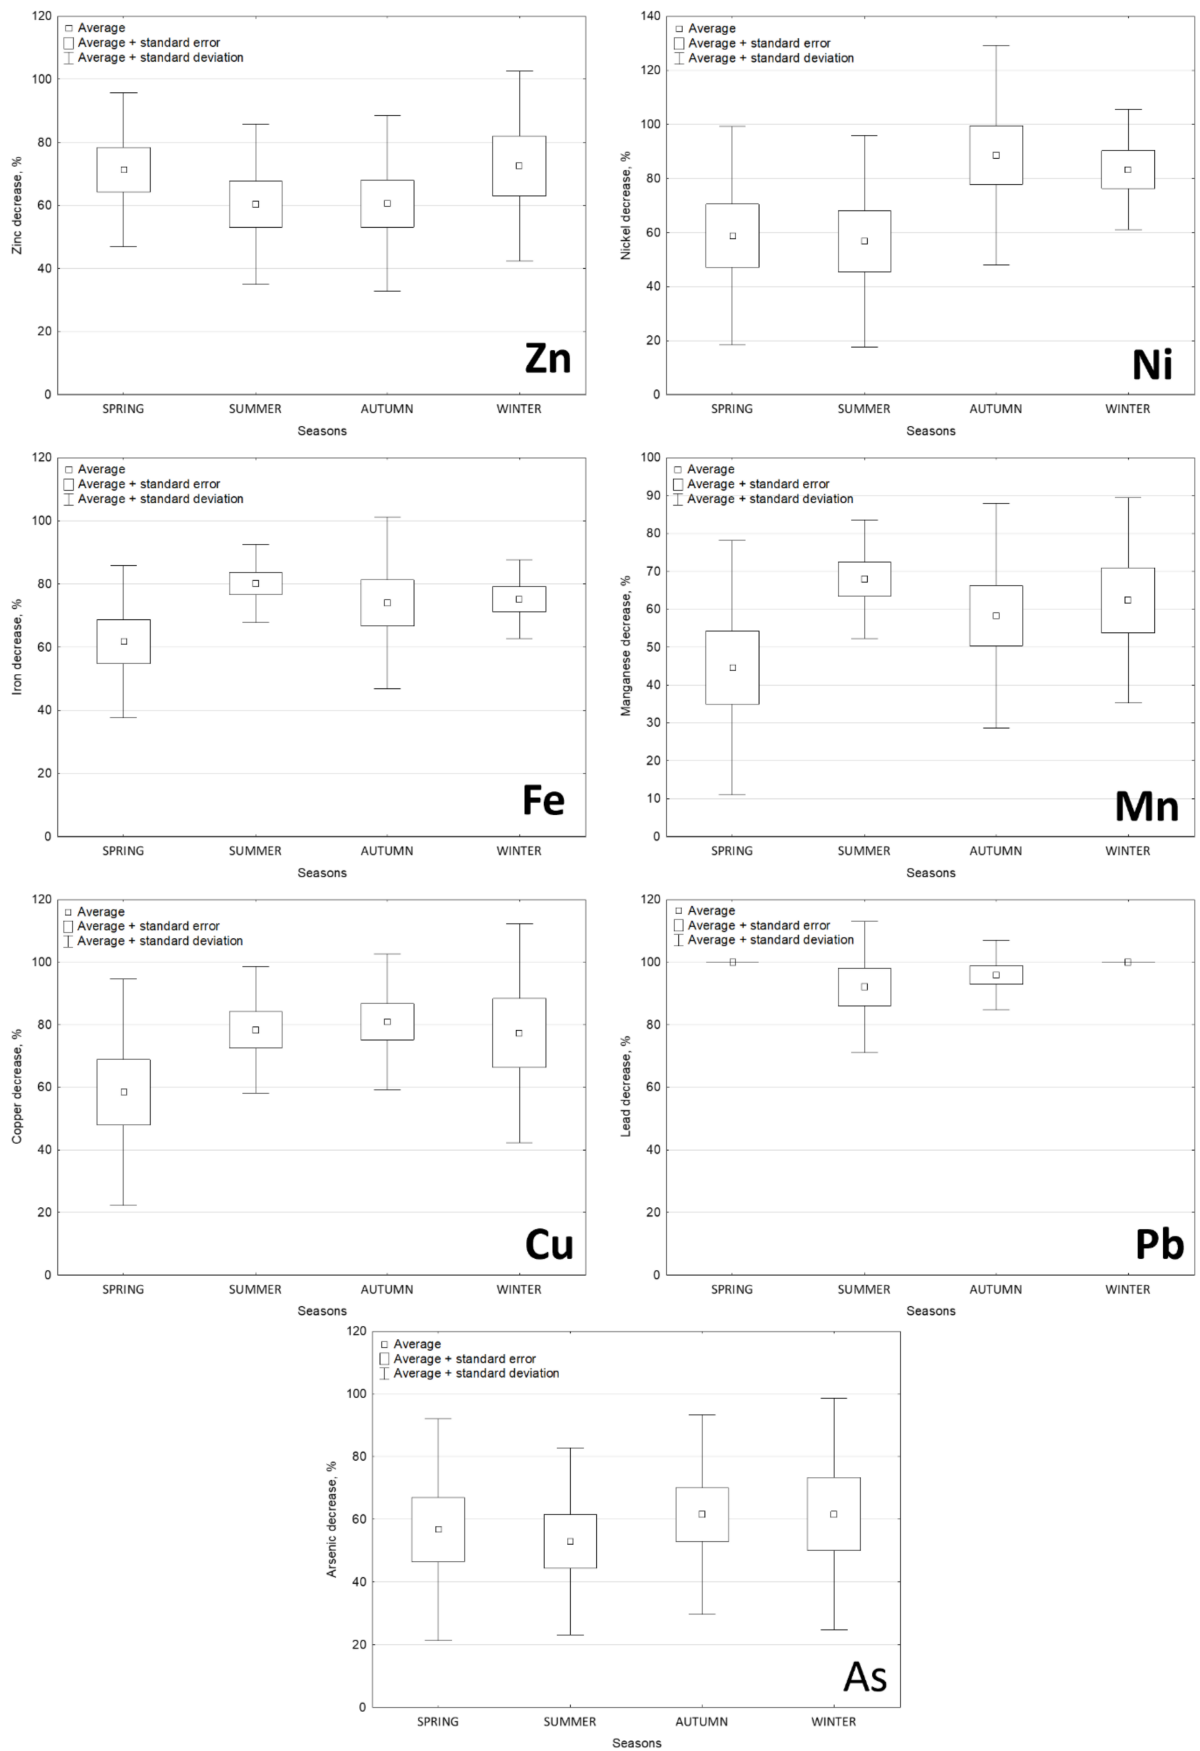 Zinc decrease, %
120
100
80
60
40
20
0
Average
Average + standard error
Average + standard deviation
Zn
SPRING SUMMER AUTUMN WINTER
Seasons
Nickel decrease, %
140
120
100
80
60
40
20
0
Average
Average + standard error
Average + standard deviation
Ni
SPRING SUMMER AUTUMN WINTER
Seasons
Iron decrease, %
120
100
80
60
40
20
0
Average
Average + standard error
Average + standard deviation
Fe
SPRING SUMMER AUTUMN WINTER
Seasons
Manganese decrease, %
100
90
80
70
60
50
40
30
20
10
0
Average
Average + standard error
Average + standard deviation
Mn
SPRING SUMMER AUTUMN WINTER
Seasons
Copper decrease, %
120
100
80
60
40
20
0
Average
Average + standard error
Average + standard deviation
Cu
SPRING SUMMER AUTUMN WINTER
Seasons
Lead decrease, %
120
100
80
60
40
20
0
Average
Average + standard error
Average + standard deviation
Pb
SPRING SUMMER AUTUMN WINTER
Seasons
Arsenic decrease, %
120
100
80
60
40
20
0
Average
Average + standard error
Average + standard deviation
As
SPRING SUMMER AUTUMN WINTER
Seasons